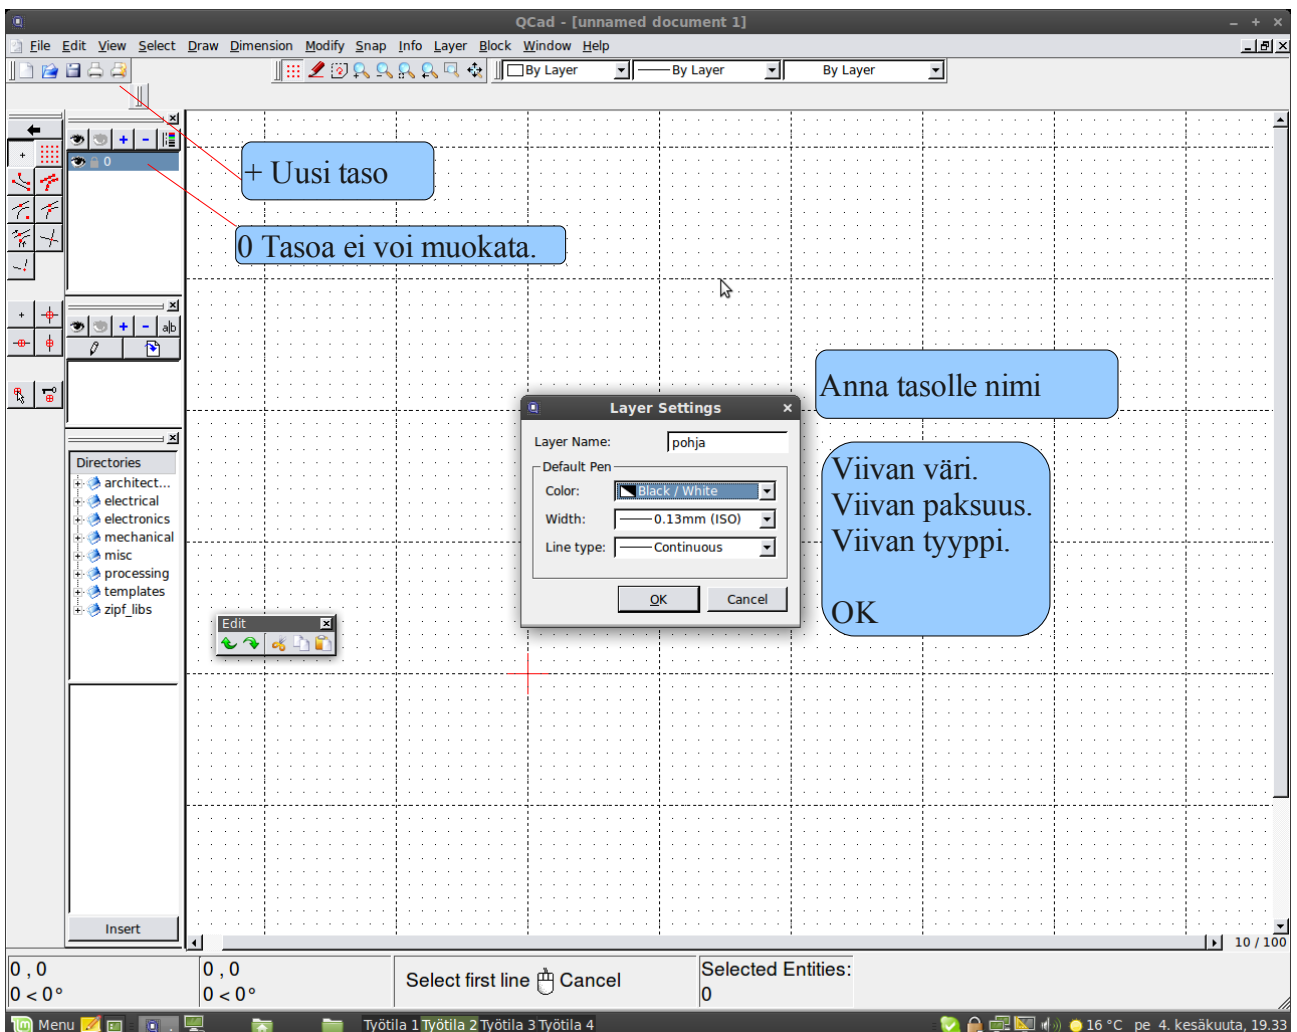 QCad - [unnamed document 1]
File Edit View Select Draw Dimension Modify Snap Info Layer Block Window Help
By Layer By Layer By Layer
0
+ Uusi taso
0 Tasoa ei voi muokata.
a|b
Anna tasolle nimi
Layer Settings
Layer Name: pohja
Default Pen
Color: Black / White
Width: 0.13mm (ISO)
Line type: Continuous
OK Cancel
Viivan väri.
Viivan paksuus.
Viivan tyyppi.
OK
Directories
architect...
electrical
electronics
mechanical
misc
processing
templates
zipf_libs
Edit
Insert
10 / 100
0 , 0
0 < 0°
0 , 0
0 < 0°
Select first line Cancel
Selected Entities:
0
Menu Työtila 1 Työtila 2 Työtila 3 Työtila 4 16 °C pe 4. kesäkuuta, 19.33